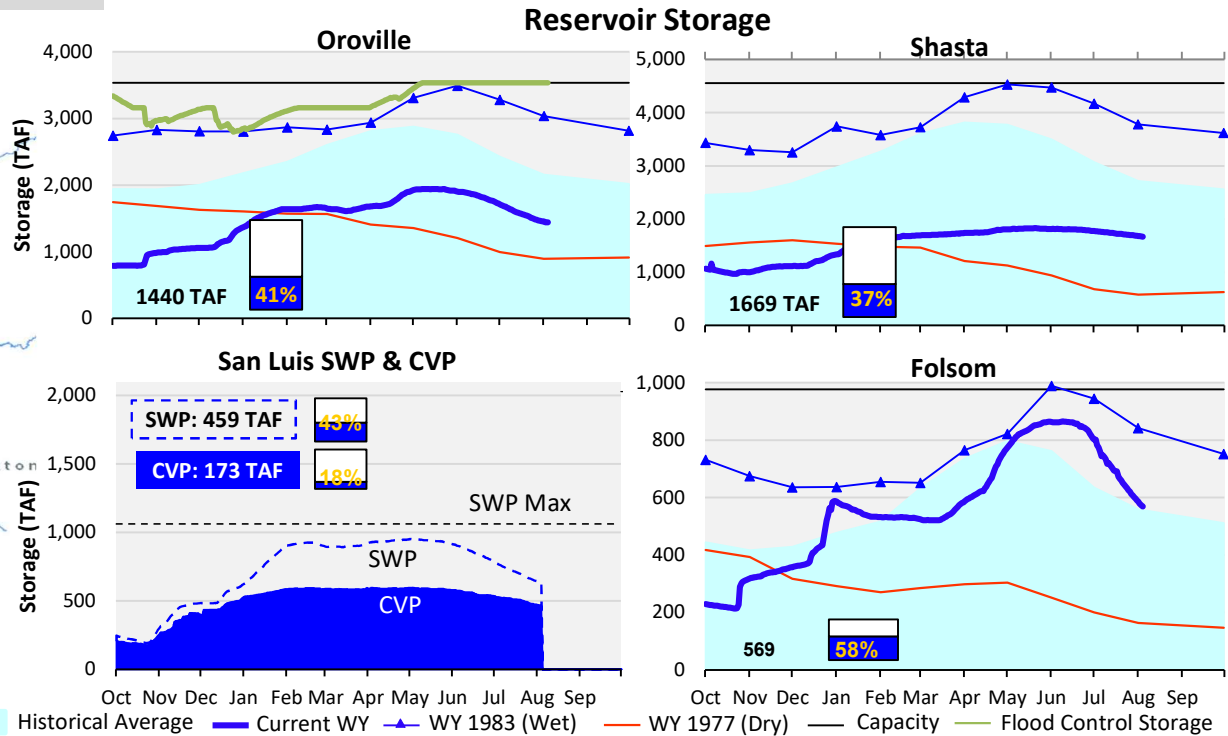 Reservoir Storage
Oroville
4,000
3,000
2,000
1,000
0
Storage (TAF)
1440 TAF
41%
Shasta
5,000
4,000
3,000
2,000
1,000
0
1669 TAF
37%
San Luis SWP & CVP
2,000
1,500
1,000
500
0
Storage (TAF)
SWP: 459 TAF
43%
CVP: 173 TAF
18%
SWP Max
SWP
CVP
Oct Nov Dec Jan Feb Mar Apr May Jun Jul Aug Sep
Folsom
1,000
800
600
400
200
0
569
58%
Oct Nov Dec Jan Feb Mar Apr May Jun Jul Aug Sep
ton
Historical Average Current WY WY 1983 (Wet) WY 1977 (Dry) Capacity Flood Control Storage